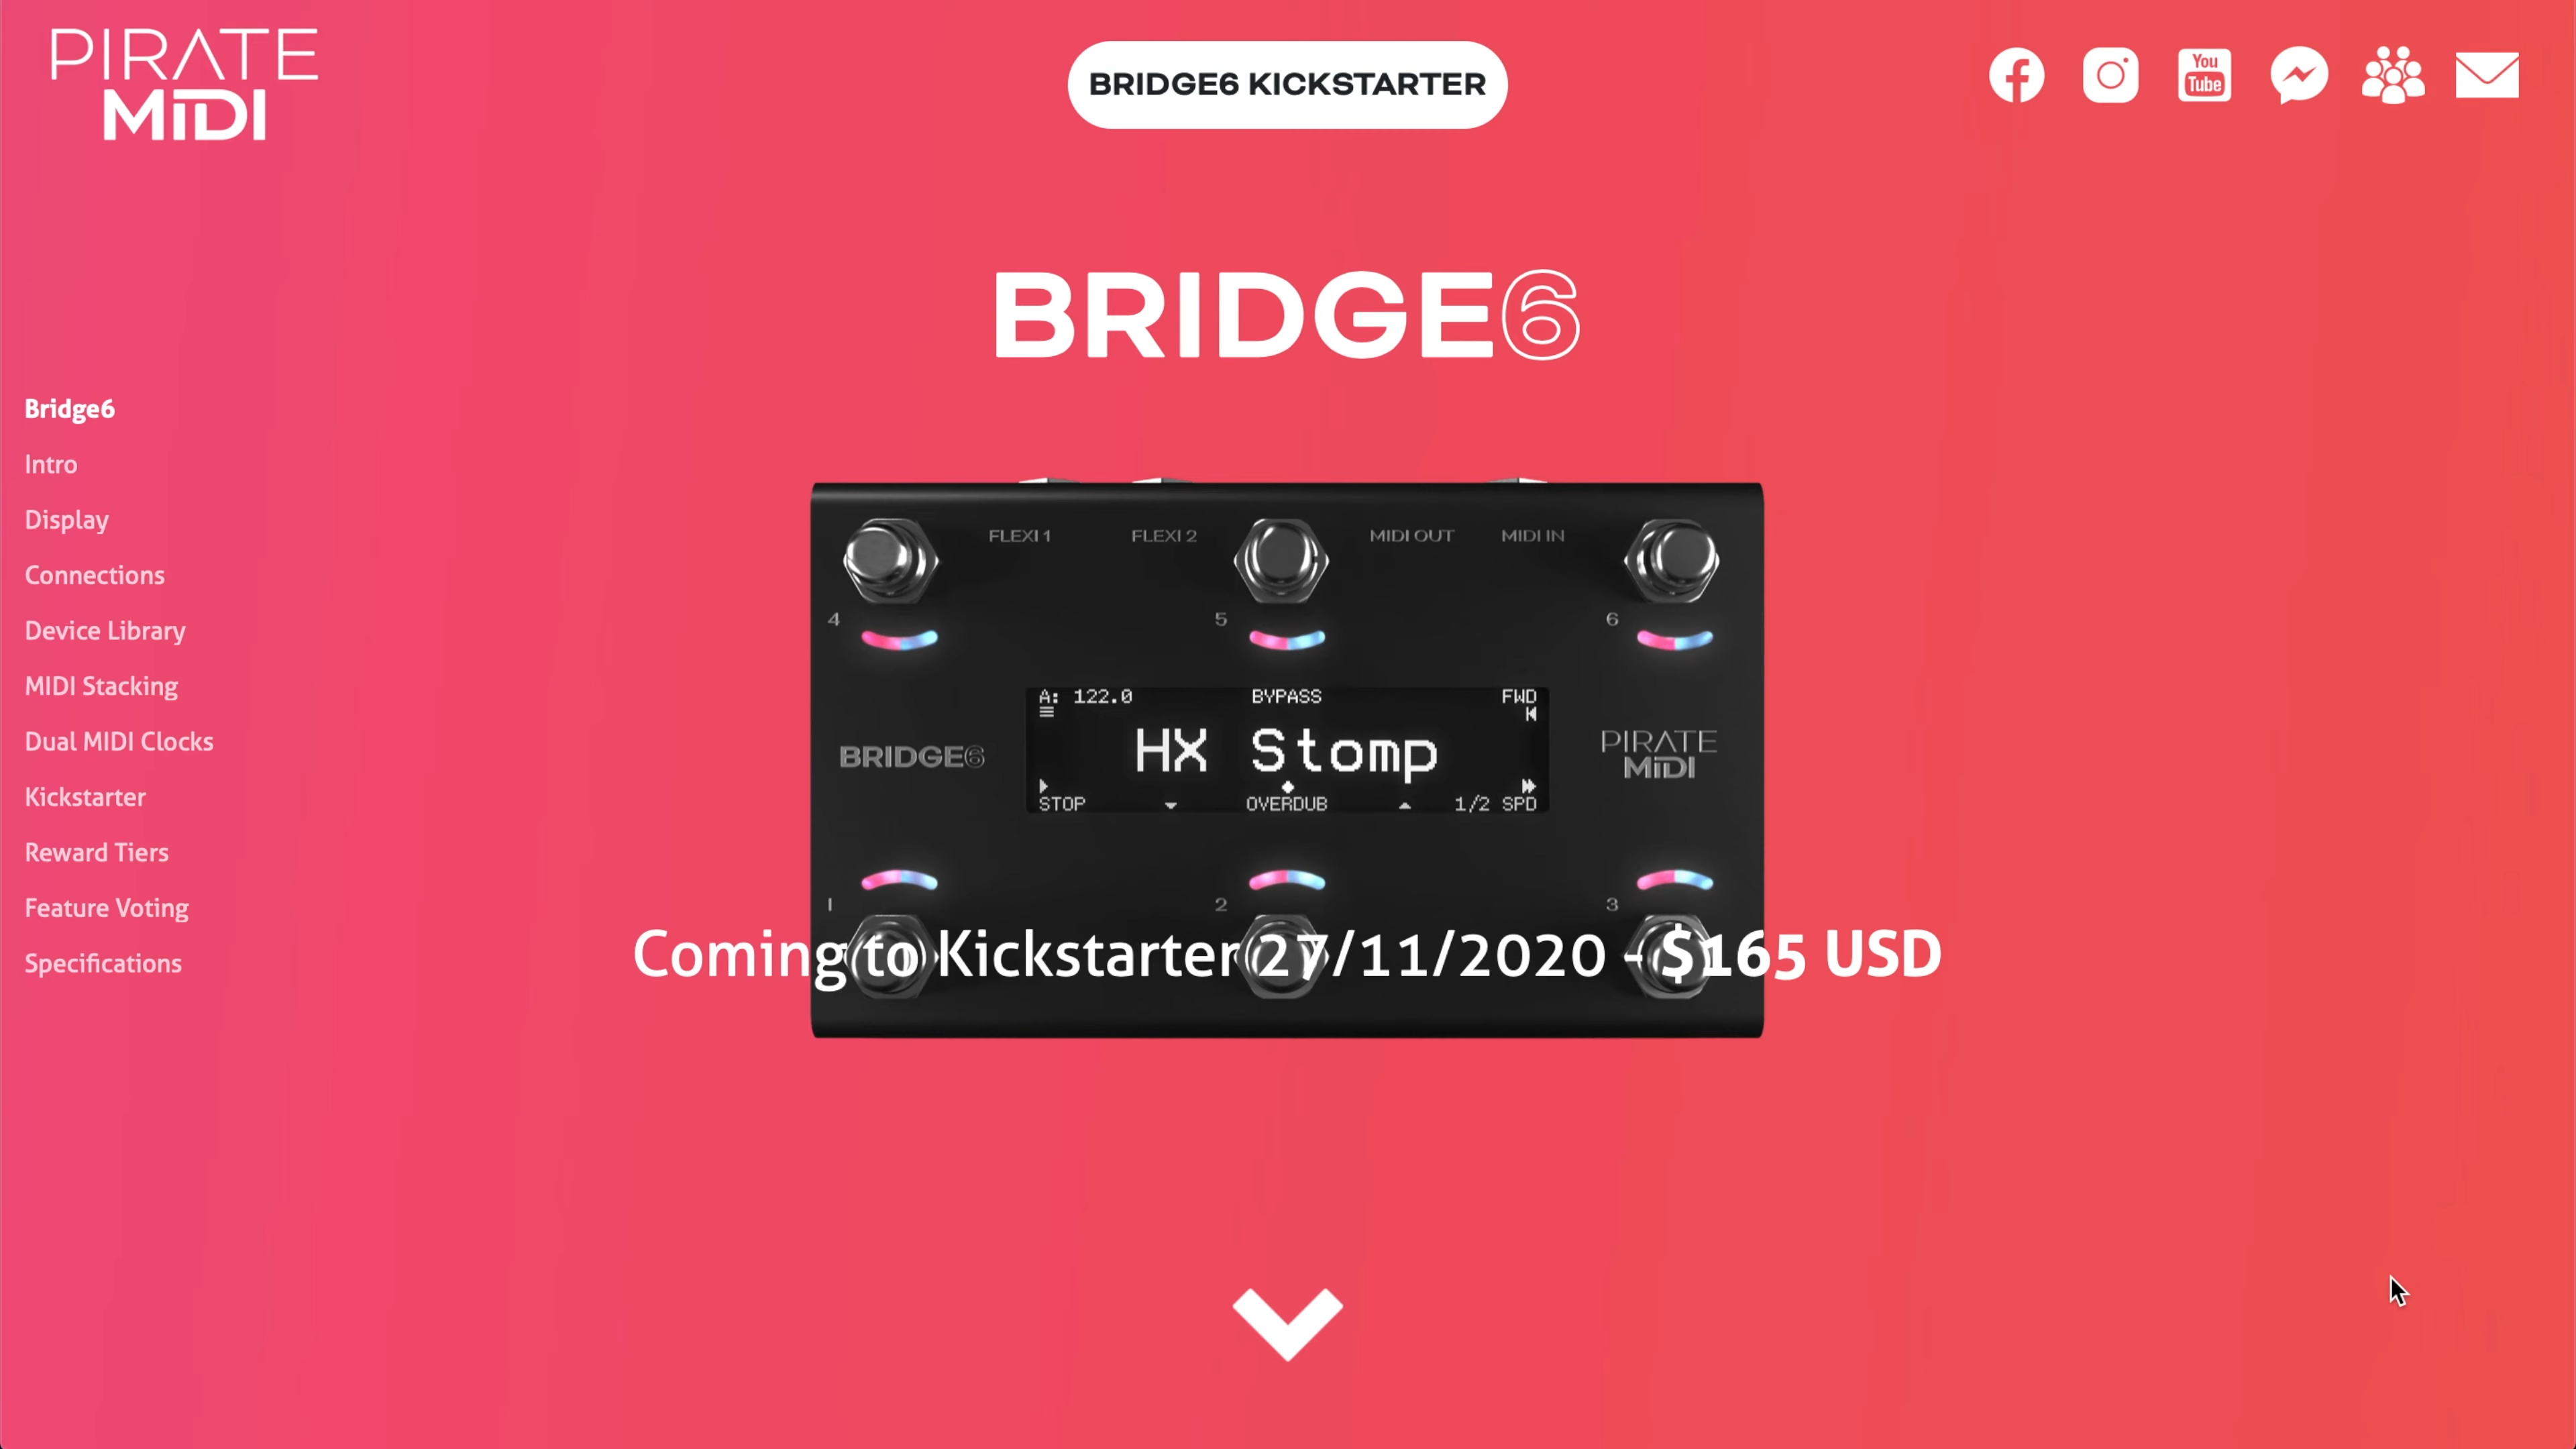 PIRATE
MiDI
BRIDGE6 KICKSTARTER
You
Tube
BRIDGE6
Bridge6
Intro
Display
Connections
Device Library
MIDI Stacking
Dual MIDI Clocks
Kickstarter
Reward Tiers
Feature Voting
Specifications
FLEXI 1 FLEXI 2 MIDI OUT MIDI IN
4 5 6
A: 122.0 BYPASS FWD
HX Stomp
STOP OVERDUB 1/2 SPD
BRIDGE6
PIRATE
MiDI
1 2 3
Coming to Kickstarter 27/11/2020 - $165 USD